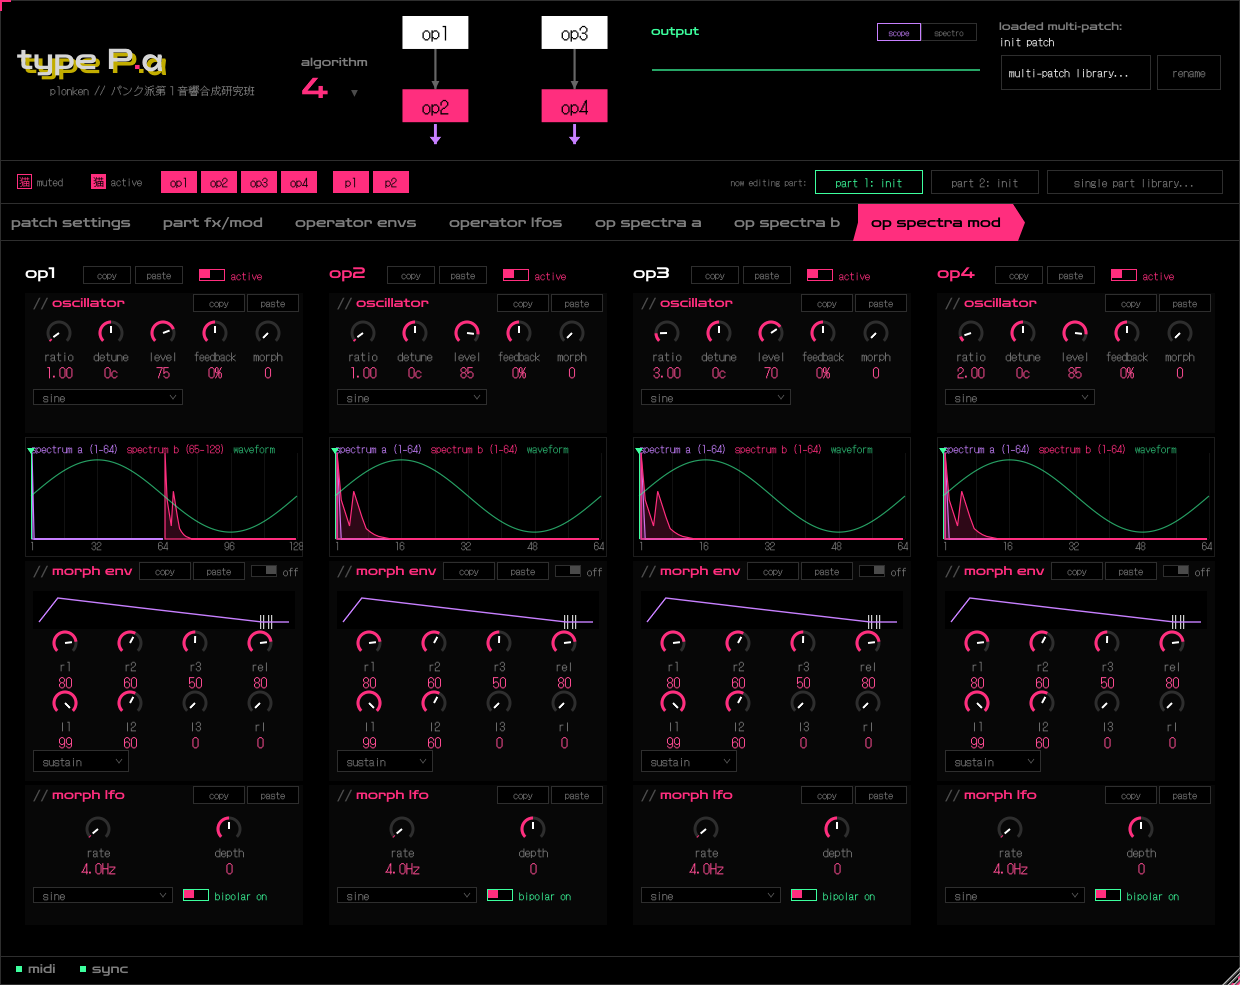 type P.a
plonken // パンク派第1音響合成研究班
algorithm
4
op1
op2
op3
op4
output
scope
spectro
loaded multi-patch:
init patch
multi-patch library...
rename
猫 muted
猫 active
op1 op2 op3 op4 p1 p2
now editing part:
part 1: init
part 2: init
single part library...
patch settings
part fx/mod
operator envs
operator lfos
op spectra a
op spectra b
op spectra mod
op1 copy paste active
// oscillator copy paste
ratio detune level feedback morph
1.00 0c 75 0% 0
sine
spectrum a (1-64) spectrum b (65-128) waveform
1 32 64 96 128
// morph env copy paste off
r1 r2 r3 rel
80 60 50 80
l1 l2 l3 rl
99 60 0 0
sustain
// morph lfo copy paste
rate depth
4.0Hz 0
sine bipolar on
op2 copy paste active
// oscillator copy paste
ratio detune level feedback morph
1.00 0c 85 0% 0
sine
spectrum a (1-64) spectrum b (1-64) waveform
1 16 32 48 64
// morph env copy paste off
r1 r2 r3 rel
80 60 50 80
l1 l2 l3 rl
99 60 0 0
sustain
// morph lfo copy paste
rate depth
4.0Hz 0
sine bipolar on
op3 copy paste active
// oscillator copy paste
ratio detune level feedback morph
3.00 0c 70 0% 0
sine
spectrum a (1-64) spectrum b (1-64) waveform
1 16 32 48 64
// morph env copy paste off
r1 r2 r3 rel
80 60 50 80
l1 l2 l3 rl
99 60 0 0
sustain
// morph lfo copy paste
rate depth
4.0Hz 0
sine bipolar on
op4 copy paste active
// oscillator copy paste
ratio detune level feedback morph
2.00 0c 85 0% 0
sine
spectrum a (1-64) spectrum b (1-64) waveform
1 16 32 48 64
// morph env copy paste off
r1 r2 r3 rel
80 60 50 80
l1 l2 l3 rl
99 60 0 0
sustain
// morph lfo copy paste
rate depth
4.0Hz 0
sine bipolar on
midi sync